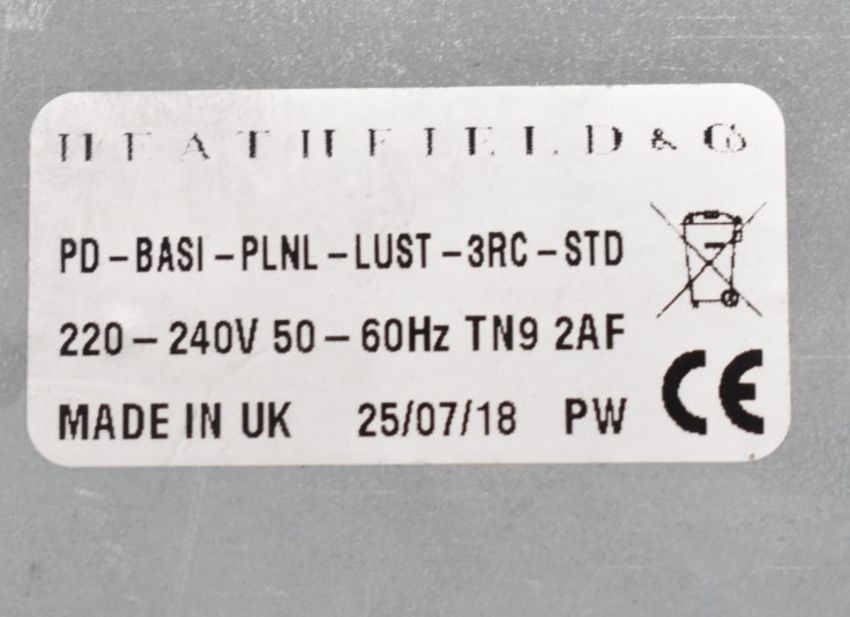 HEATHFIELD & Co
PD-BASI-PLNL-LUST-3RC-STD
220-240V 50-60Hz TN9 2AF
MADE IN UK 25/07/18 PW
CE